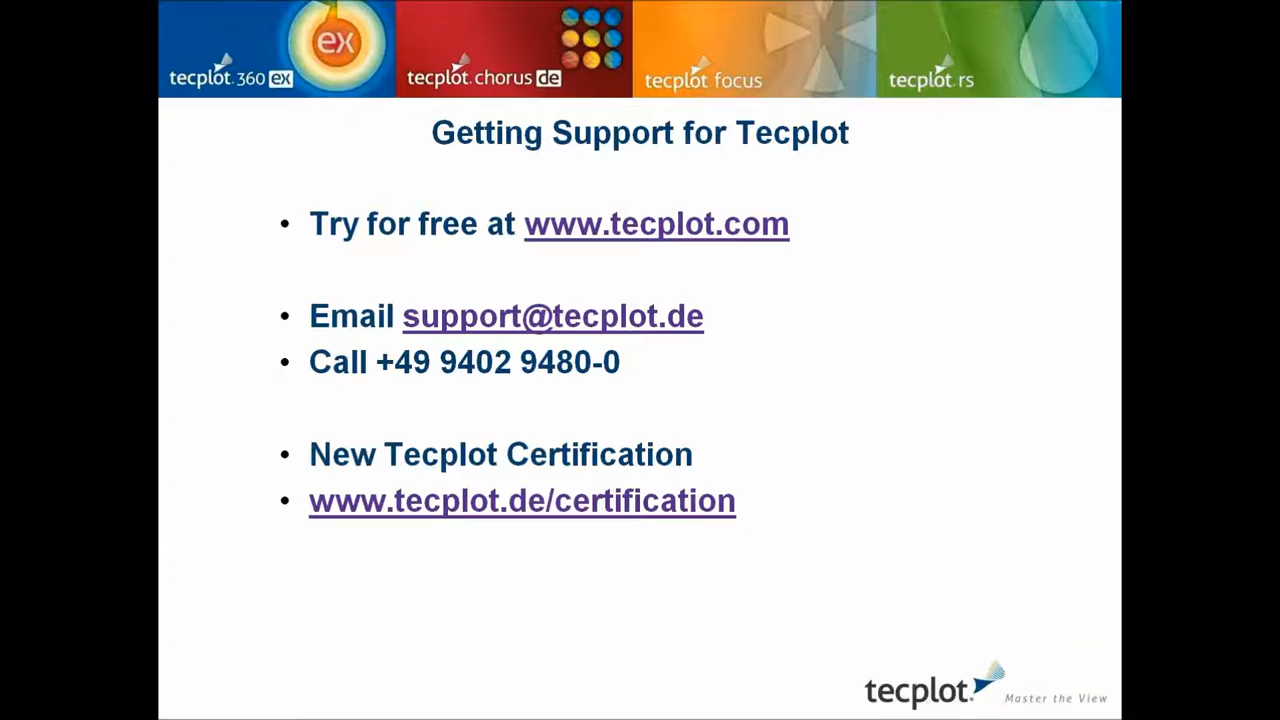 tecplot.360 ex
tecplot.chorus de
tecplot.focus
tecplot.rs
ex
Getting Support for Tecplot
• Try for free at www.tecplot.com
• Email support@tecplot.de
• Call +49 9402 9480-0
• New Tecplot Certification
• www.tecplot.de/certification
tecplot. Master the View